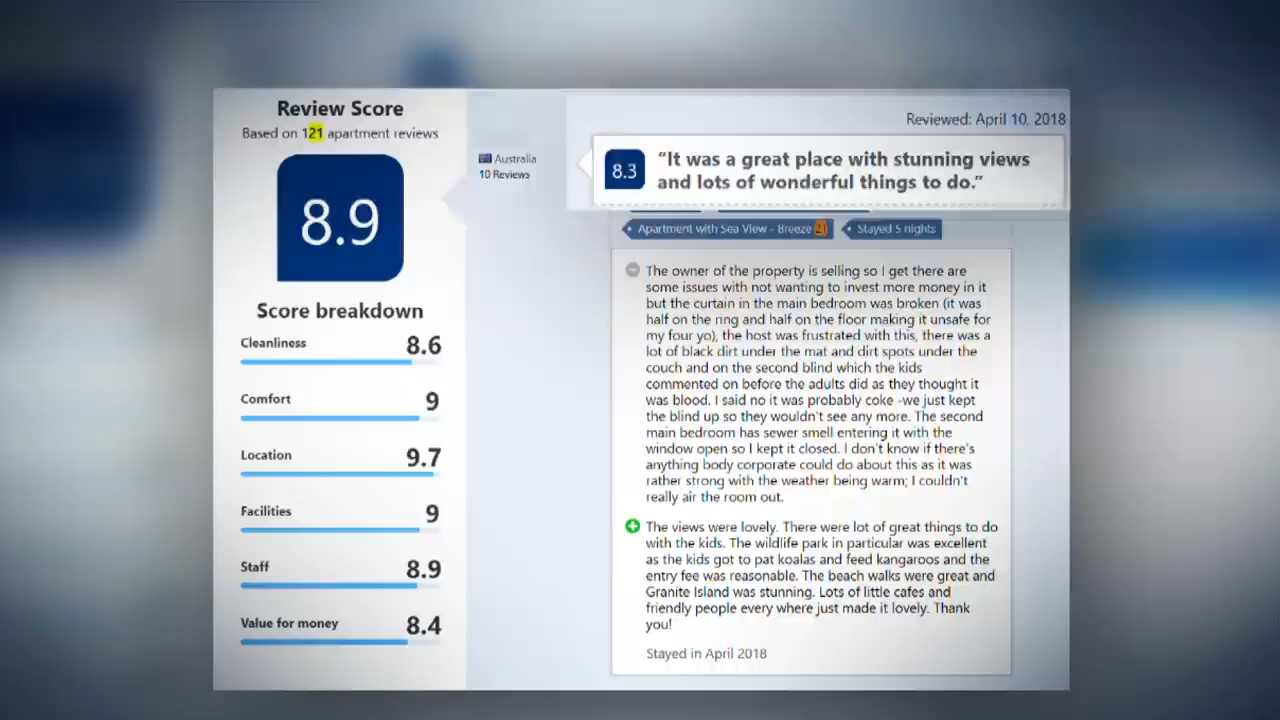 Review Score
Based on 121 apartment reviews
8.9
Score breakdown
Cleanliness 8.6
Comfort 9
Location 9.7
Facilities 9
Staff 8.9
Value for money 8.4
Australia
10 Reviews
Reviewed: April 10, 2018
8.3
“It was a great place with stunning views
and lots of wonderful things to do.”
• Apartment with Sea View - Breeze 21
• Stayed 5 nights
The owner of the property is selling so I get there are
some issues with not wanting to invest more money in it
but the curtain in the main bedroom was broken (it was
half on the ring and half on the floor making it unsafe for
my four yo), the host was frustrated with this, there was a
lot of black dirt under the mat and dirt spots under the
couch and on the second blind which the kids
commented on before the adults did as they thought it
was blood. I said no it was probably coke -we just kept
the blind up so they wouldn't see any more. The second
main bedroom has sewer smell entering it with the
window open so I kept it closed. I don't know if there's
anything body corporate could do about this as it was
rather strong with the weather being warm; I couldn't
really air the room out.
The views were lovely. There were lot of great things to do
with the kids. The wildlife park in particular was excellent
as the kids got to pat koalas and feed kangaroos and the
entry fee was reasonable. The beach walks were great and
Granite Island was stunning. Lots of little cafes and
friendly people every where just made it lovely. Thank
you!
Stayed in April 2018